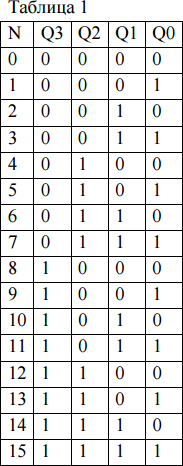 Таблица 1
N Q3 Q2 Q1 Q0
0 0 0 0 0
1 0 0 0 1
2 0 0 1 0
3 0 0 1 1
4 0 1 0 0
5 0 1 0 1
6 0 1 1 0
7 0 1 1 1
8 1 0 0 0
9 1 0 0 1
10 1 0 1 0
11 1 0 1 1
12 1 1 0 0
13 1 1 0 1
14 1 1 1 0
15 1 1 1 1